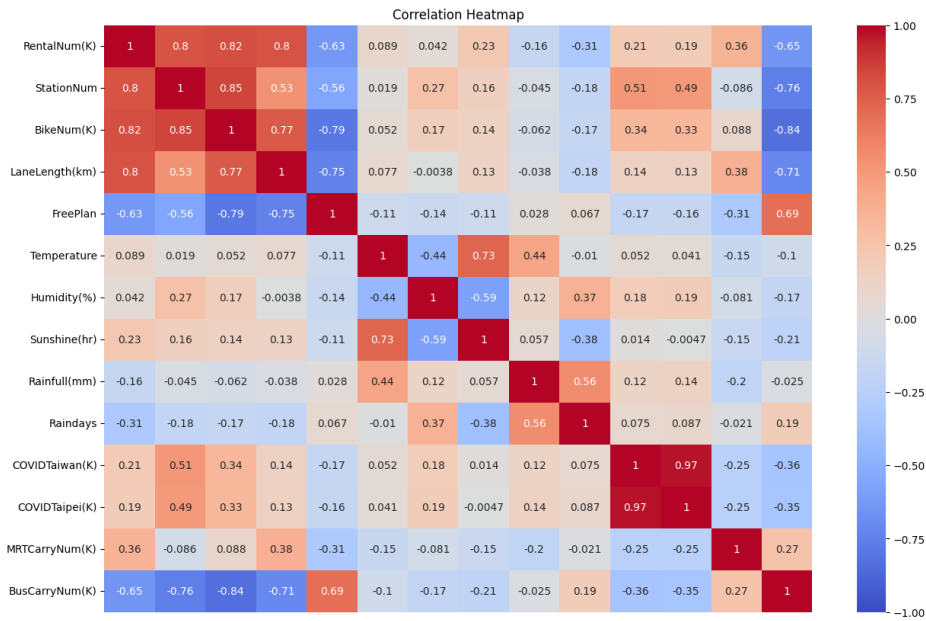 Correlation Heatmap
RentalNum(K) 1 0.8 0.82 0.8 -0.63 0.089 0.042 0.23 -0.16 -0.31 0.21 0.19 0.36 -0.65
StationNum 0.8 1 0.85 0.53 -0.56 0.019 0.27 0.16 -0.045 -0.18 0.51 0.49 -0.086 -0.76
BikeNum(K) 0.82 0.85 1 0.77 -0.79 0.052 0.17 0.14 -0.062 -0.17 0.34 0.33 0.088 -0.84
LaneLength(km) 0.8 0.53 0.77 1 -0.75 0.077 -0.0038 0.13 -0.038 -0.18 0.14 0.13 0.38 -0.71
FreePlan -0.63 -0.56 -0.79 -0.75 1 -0.11 -0.14 -0.11 0.028 0.067 -0.17 -0.16 -0.31 0.69
Temperature 0.089 0.019 0.052 0.077 -0.11 1 -0.44 0.73 0.44 -0.01 0.052 0.041 -0.15 -0.1
Humidity(%) 0.042 0.27 0.17 -0.0038 -0.14 -0.44 1 -0.59 0.12 0.37 0.18 0.19 -0.081 -0.17
Sunshine(hr) 0.23 0.16 0.14 0.13 -0.11 0.73 -0.59 1 0.057 -0.38 0.014 -0.0047 -0.15 -0.21
Rainfull(mm) -0.16 -0.045 -0.062 -0.038 0.028 0.44 0.12 0.057 1 0.56 0.12 0.14 -0.2 -0.025
Raindays -0.31 -0.18 -0.17 -0.18 0.067 -0.01 0.37 -0.38 0.56 1 0.075 0.087 -0.021 0.19
COVIDTaiwan(K) 0.21 0.51 0.34 0.14 -0.17 0.052 0.18 0.014 0.12 0.075 1 0.97 -0.25 -0.36
COVIDTaipei(K) 0.19 0.49 0.33 0.13 -0.16 0.041 0.19 -0.0047 0.14 0.087 0.97 1 -0.25 -0.35
MRTCarryNum(K) 0.36 -0.086 0.088 0.38 -0.31 -0.15 -0.081 -0.15 -0.2 -0.021 -0.25 -0.25 1 0.27
BusCarryNum(K) -0.65 -0.76 -0.84 -0.71 0.69 -0.1 -0.17 -0.21 -0.025 0.19 -0.36 -0.35 0.27 1
1.00
0.75
0.50
0.25
0.00
−0.25
−0.50
−0.75
−1.00